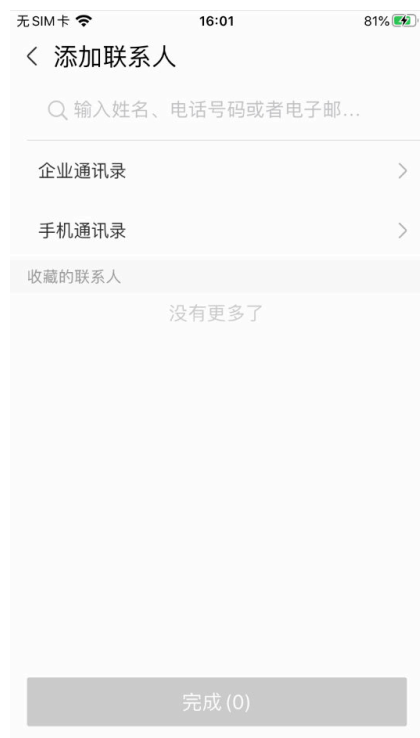 无SIM卡 16:01 81%
添加联系人
输入姓名、电话号码或者电子邮...
企业通讯录
手机通讯录
收藏的联系人
没有更多了
完成(0)